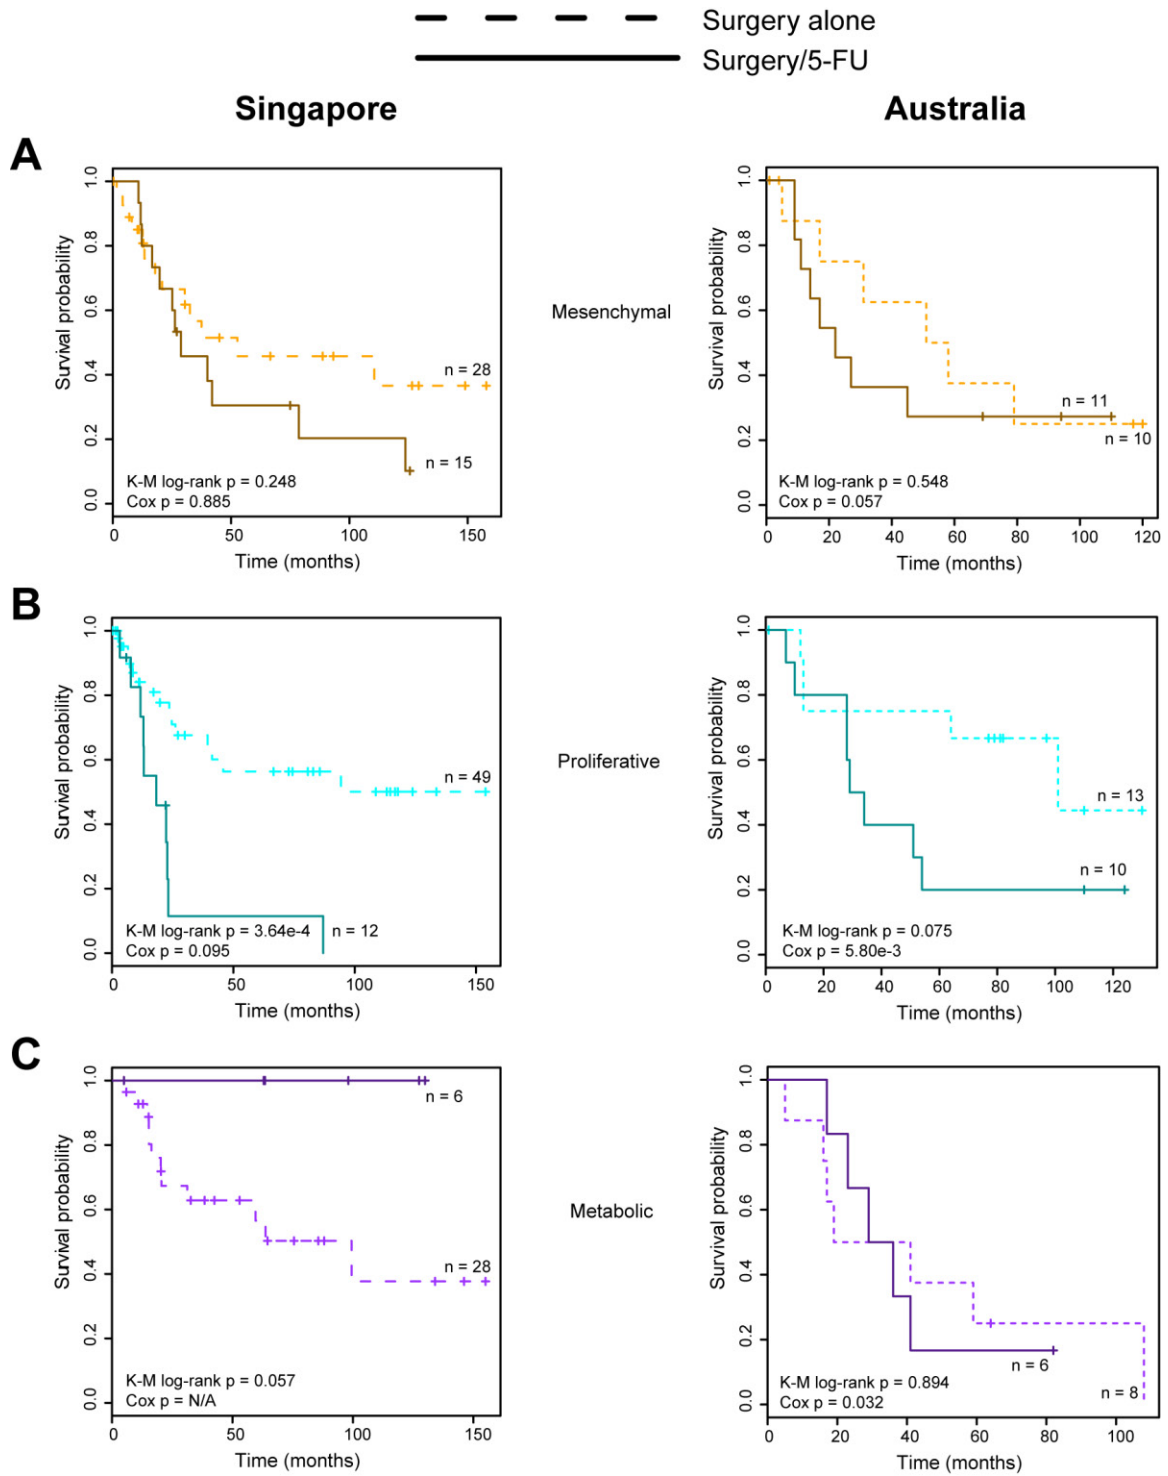 Surgery alone
Surgery/5-FU
Singapore
Australia
A
Survival probability
1.0
0.8
0.6
0.4
0.2
0.0
n = 28
n = 15
K-M log-rank p = 0.248
Cox p = 0.885
0 50 100 150
Time (months)
Mesenchymal
Survival probability
1.0
0.8
0.6
0.4
0.2
0.0
n = 11
n = 10
K-M log-rank p = 0.548
Cox p = 0.057
0 20 40 60 80 100 120
Time (months)
B
Survival probability
1.0
0.8
0.6
0.4
0.2
0.0
n = 49
K-M log-rank p = 3.64e-4
n = 12
Cox p = 0.095
0 50 100 150
Time (months)
Proliferative
Survival probability
1.0
0.8
0.6
0.4
0.2
0.0
n = 13
n = 10
K-M log-rank p = 0.075
Cox p = 5.80e-3
0 20 40 60 80 100 120
Time (months)
C
Survival probability
1.0
0.8
0.6
0.4
0.2
0.0
n = 6
n = 28
K-M log-rank p = 0.057
Cox p = N/A
0 50 100 150
Time (months)
Metabolic
Survival probability
1.0
0.8
0.6
0.4
0.2
0.0
n = 6
K-M log-rank p = 0.894
n = 8
Cox p = 0.032
0 20 40 60 80 100
Time (months)